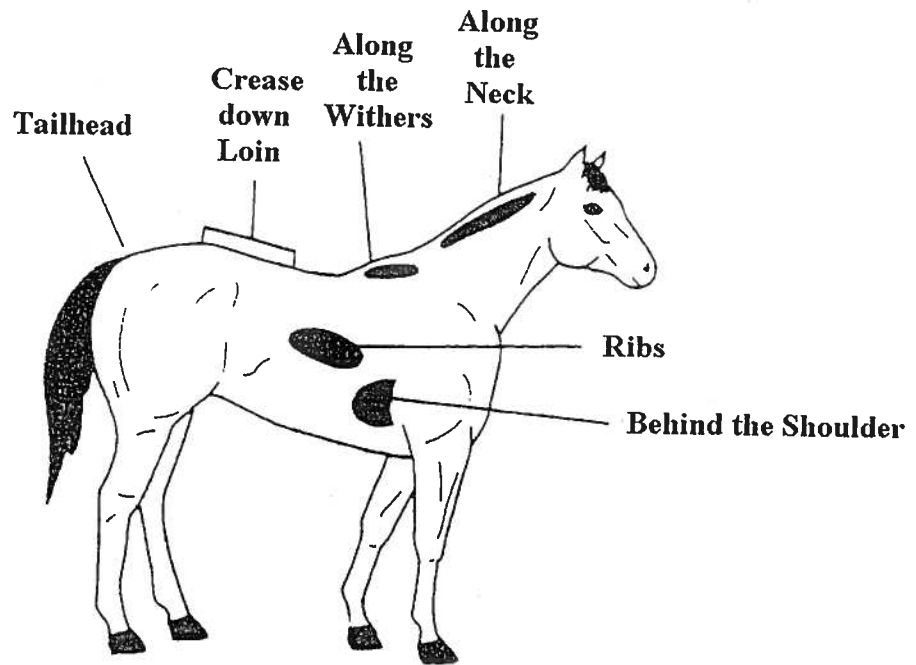 Along
the
Neck
Along
the
Withers
Crease
down
Loin
Tailhead
Ribs
Behind the Shoulder